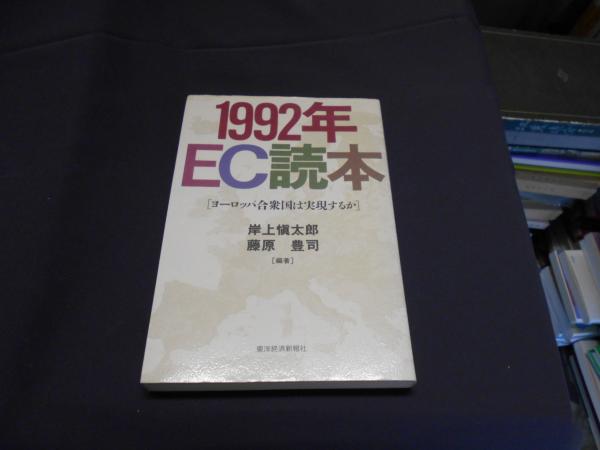 1992年
EC読本
[ヨーロッパ合衆国は実現するか]
岸上愼太郎
藤原 豊司
[編著]
東洋経済新報社